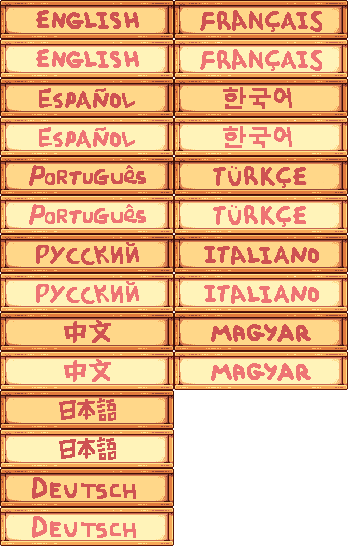 ENGLISH FRANÇAIS
ENGLISH FRANÇAIS
ESPAÑOL 한국어
ESPAÑOL 한국어
PORTUGUÊS TÜRKÇE
PORTUGUÊS TÜRKÇE
РУССКИЙ ITALIANO
РУССКИЙ ITALIANO
中文 MAGYAR
中文 MAGYAR
日本語
日本語
DEUTSCH
DEUTSCH